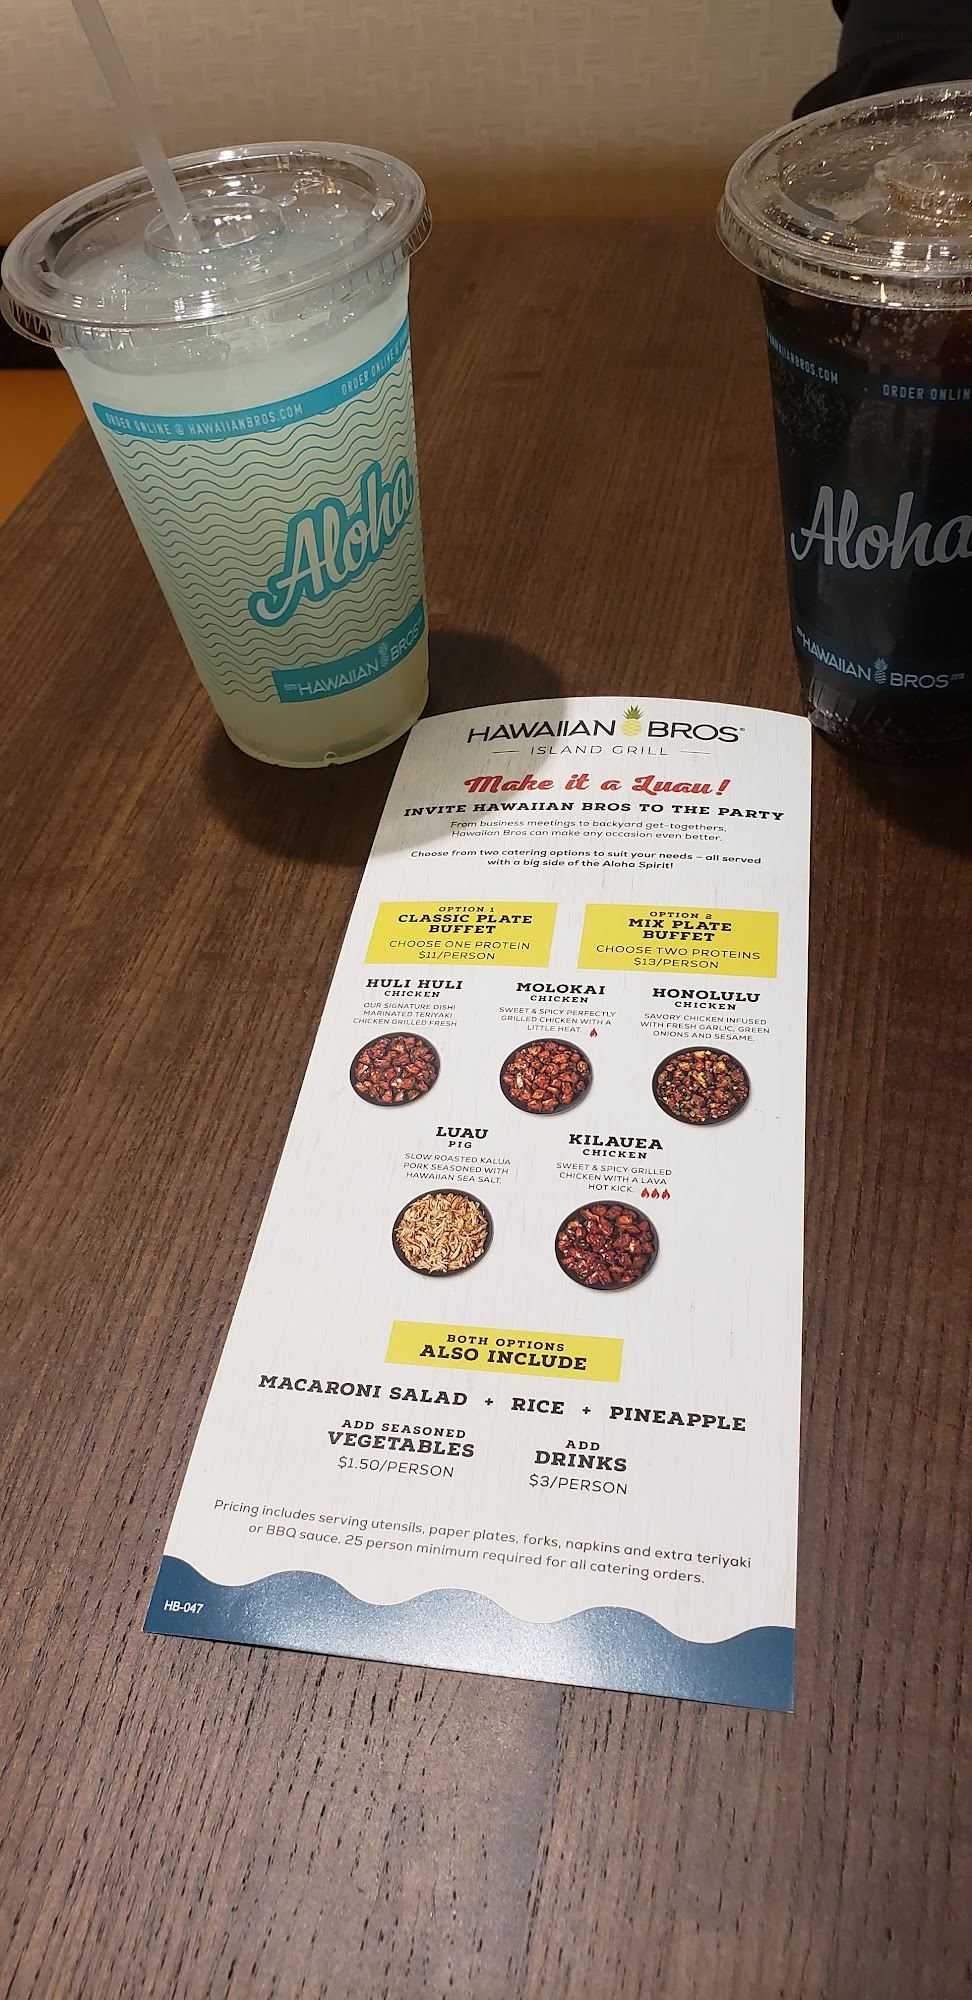 ORDER ONLINE @ HAWAIIANBROS.COM
ORDER ONLINE @
Aloha
HAWAIIAN BROS
HAWAIIANBROS.COM
ORDER ONLIN
Aloha
HAWAIIAN BROS
HAWAIIAN BROS®
ISLAND GRILL
Make it a Luau!
INVITE HAWAIIAN BROS TO THE PARTY
From business meetings to backyard get-togethers,
Hawaiian Bros can make any occasion even better.
Choose from two catering options to suit your needs – all served
with a big side of the Aloha Spirit!
OPTION 1
CLASSIC PLATE
BUFFET
CHOOSE ONE PROTEIN
$11/PERSON
OPTION 2
MIX PLATE
BUFFET
CHOOSE TWO PROTEINS
$13/PERSON
HULI HULI
CHICKEN
OUR SIGNATURE DISH!
MARINATED TERIYAKI
CHICKEN GRILLED FRESH.
MOLOKAI
CHICKEN
SWEET & SPICY PERFECTLY
GRILLED CHICKEN WITH A
LITTLE HEAT.
HONOLULU
CHICKEN
SAVORY CHICKEN INFUSED
WITH FRESH GARLIC, GREEN
ONIONS AND SESAME.
LUAU
PIG
SLOW ROASTED KALUA
PORK SEASONED WITH
HAWAIIAN SEA SALT.
KILAUEA
CHICKEN
SWEET & SPICY GRILLED
CHICKEN WITH A LAVA
HOT KICK.
BOTH OPTIONS
ALSO INCLUDE
MACARONI SALAD + RICE + PINEAPPLE
ADD SEASONED
VEGETABLES
$1.50/PERSON
ADD
DRINKS
$3/PERSON
Pricing includes serving utensils, paper plates, forks, napkins and extra teriyaki
or BBQ sauce. 25 person minimum required for all catering orders.
HB-047